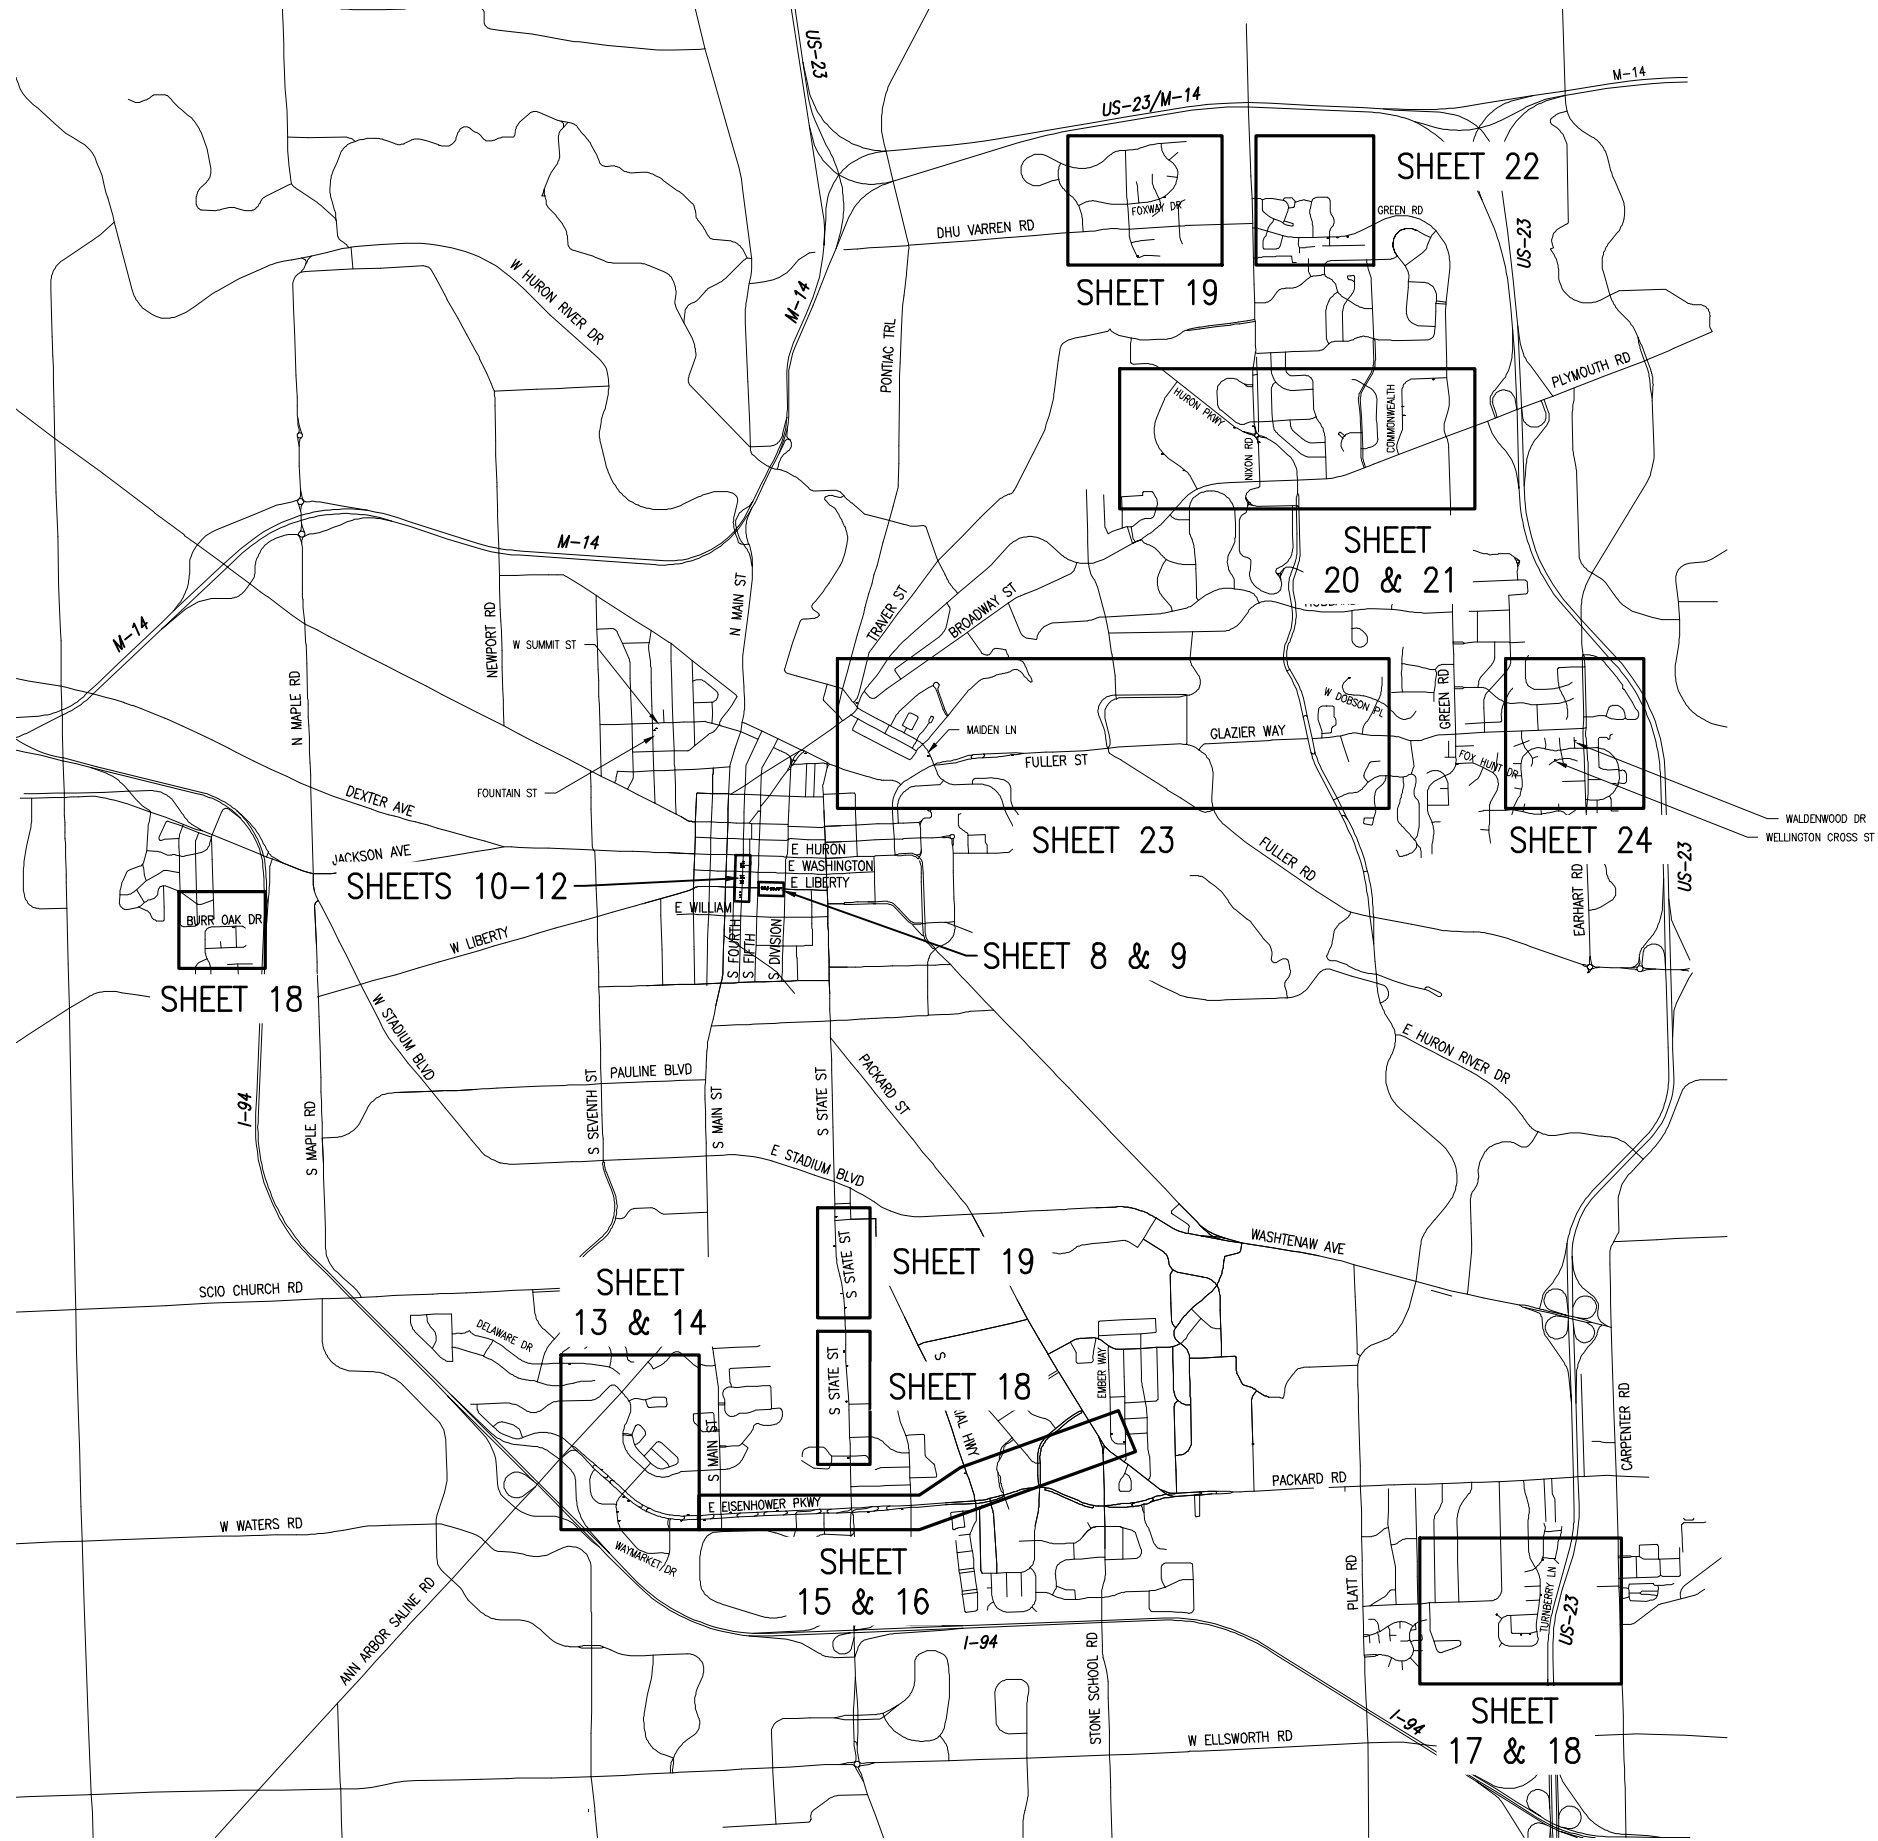 US-23
US-23/M-14
M-14
SHEET 22
FOXWAY DR
GREEN RD
DHU VARREN RD
US-23
W HURON RIVER DR
M-14
SHEET 19
PONTIAC TRL
PLYMOUTH RD
HURON PKWY
COMMONWEALTH
NIXON RD
M-14
SHEET
20 & 21
N MAIN ST
TRAVER ST
BROADWAY ST
NEWPORT RD
M-14
W SUMMIT ST
N MAPLE RD
W DOBSON PL
GREEN RD
MAIDEN LN
GLAZIER WAY
FULLER ST
FOX HUNT DR
FOUNTAIN ST
DEXTER AVE
WALDENWOOD DR
WELLINGTON CROSS ST
SHEET 23
SHEET 24
E HURON
JACKSON AVE
E WASHINGTON
FULLER RD
US-23
SHEETS 10-12
E LIBERTY
E WILLIAM
EARHART RD
BURR OAK DR
W LIBERTY
S FOURTH
S FIFTH
S DIVISION
SHEET 8 & 9
SHEET 18
W STADIUM BLVD
E HURON RIVER DR
PAULINE BLVD
PACKARD ST
S SEVENTH ST
S MAIN ST
S STATE ST
I-94
S MAPLE RD
E STADIUM BLVD
WASHTENAW AVE
SHEET 19
S STATE ST
SCIO CHURCH RD
SHEET
13 & 14
DELAWARE DR
S STATE ST
S
SHEET 18
EMBER WAY
IAL HWY
CARPENTER RD
S MAIN ST
PACKARD RD
E EISENHOWER PKWY
W WATERS RD
WAYMARKET DR
SHEET
15 & 16
PLATT RD
TURNBERRY LN
US-23
ANN ARBOR SALINE RD
I-94
STONE SCHOOL RD
I-94
SHEET
17 & 18
W ELLSWORTH RD